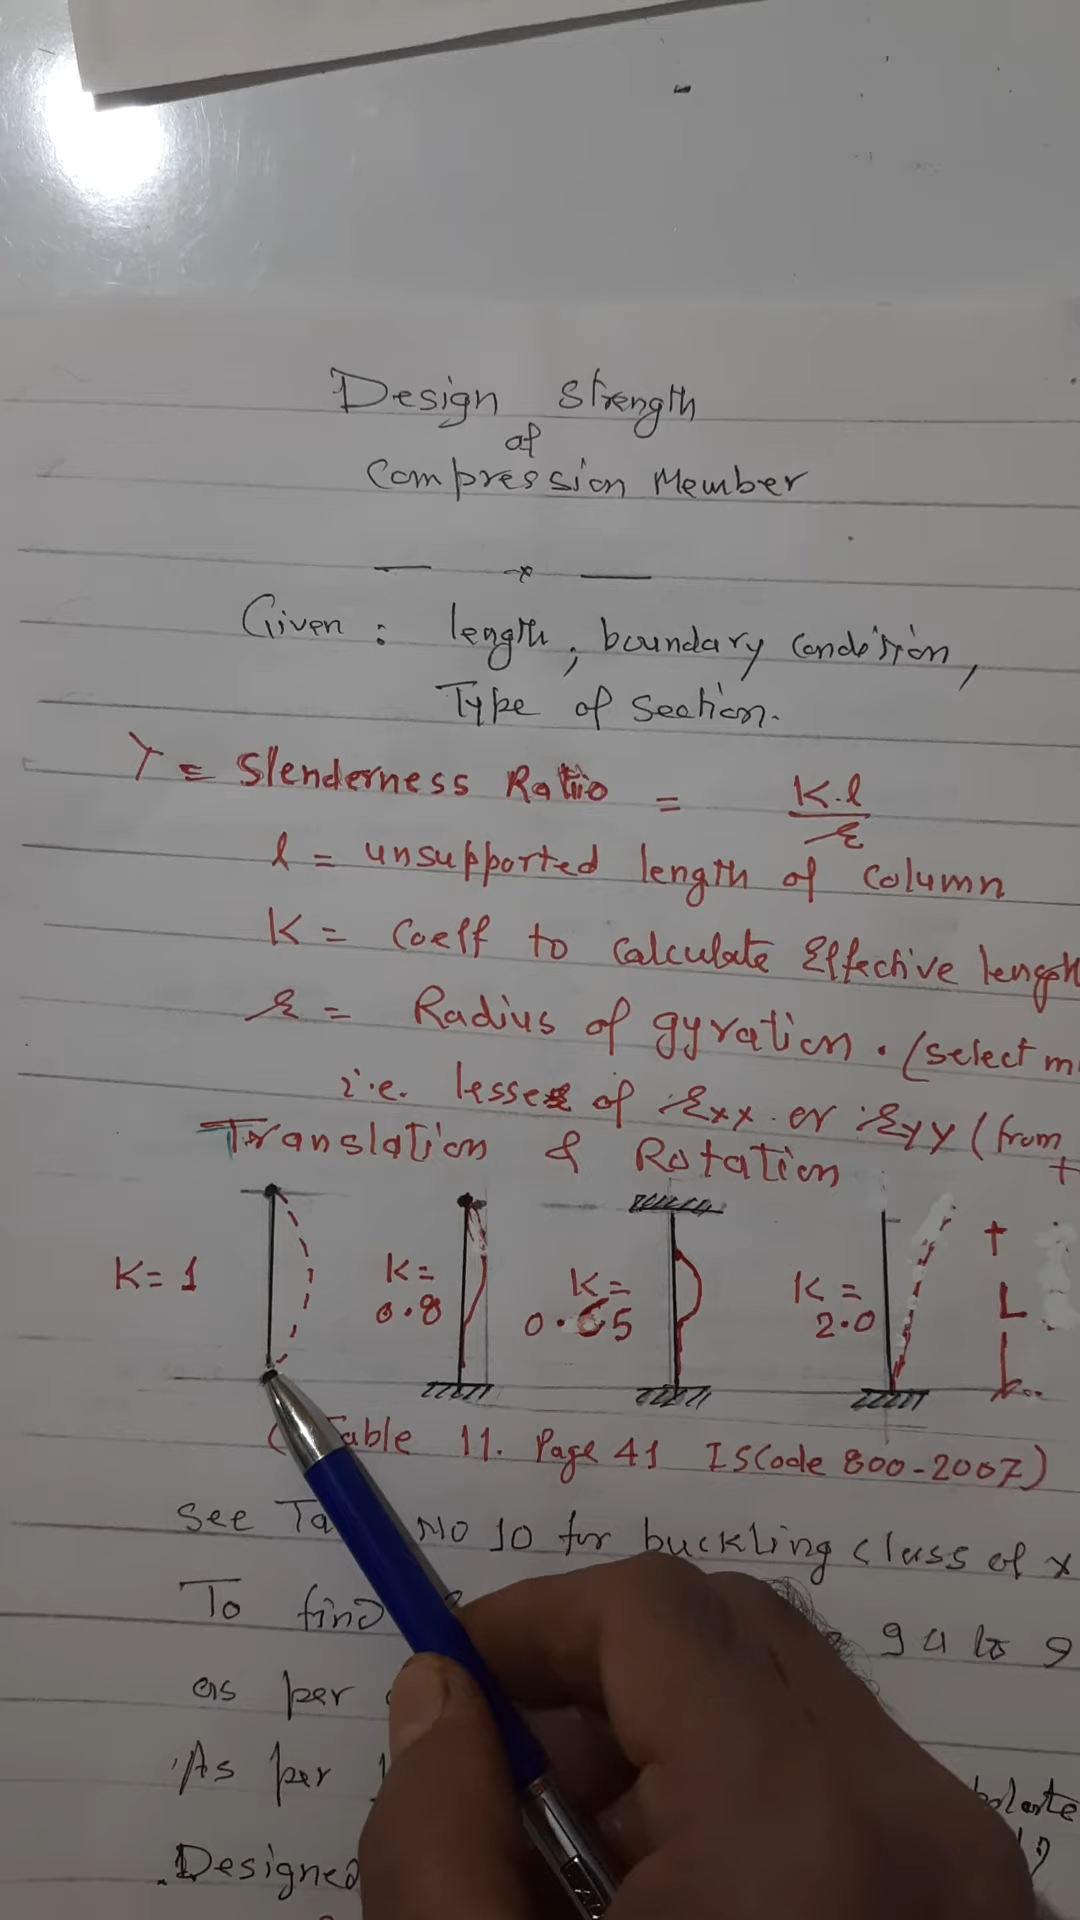 Design Strength
of
Compression Member
Given: length, boundary Condition,
Type of Section.
γ = Slenderness Ratio = K.l/r
l = unsupported length of column
K = Coeff to Calculate Effective length
r = Radius of gyration. (select
i.e. lesser of rxx or ryy (from
Translation & Rotation
K = 1
K = 0.8
K = 0.65
K = 2.0
(Table 11. Page 41 IS Code 800-2007)
See No 10 for buckling class of x
To find 9a to 9
as per
As per
Designed